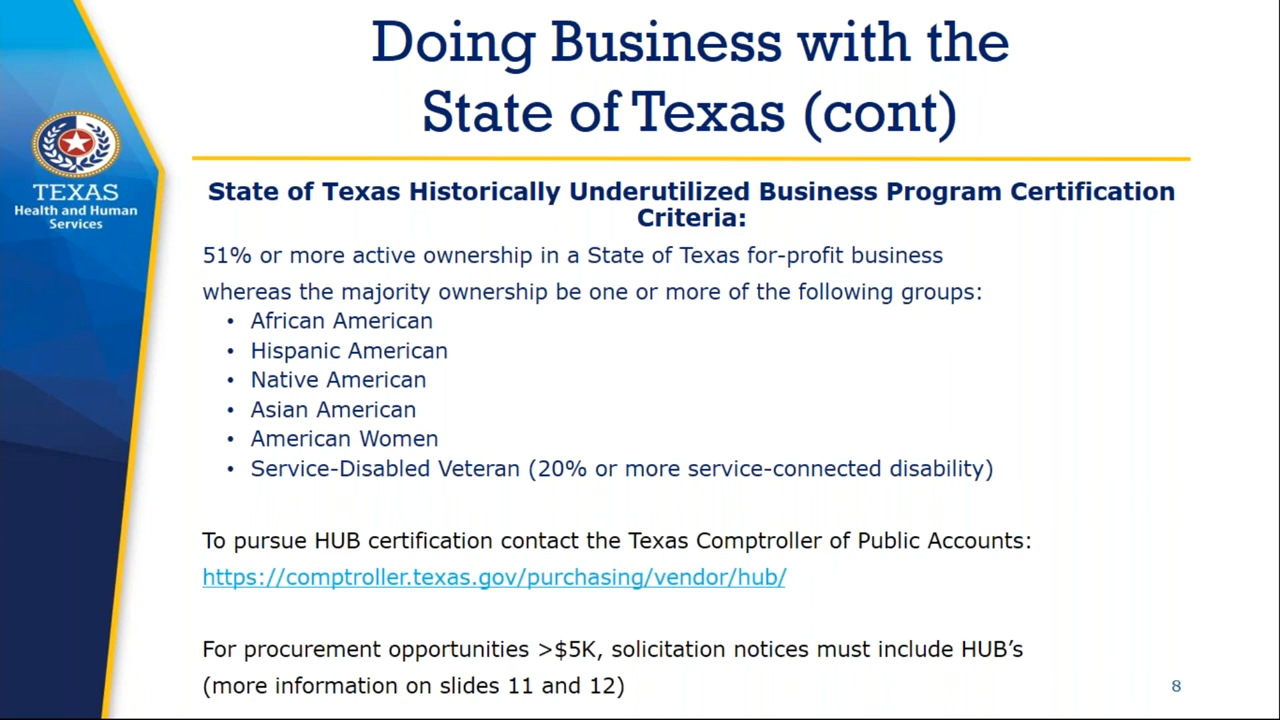 Doing Business with the
State of Texas (cont)
TEXAS
Health and Human
Services
State of Texas Historically Underutilized Business Program Certification
Criteria:
51% or more active ownership in a State of Texas for-profit business
whereas the majority ownership be one or more of the following groups:
• African American
• Hispanic American
• Native American
• Asian American
• American Women
• Service-Disabled Veteran (20% or more service-connected disability)
To pursue HUB certification contact the Texas Comptroller of Public Accounts:
https://comptroller.texas.gov/purchasing/vendor/hub/
For procurement opportunities >$5K, solicitation notices must include HUB’s
(more information on slides 11 and 12)
8